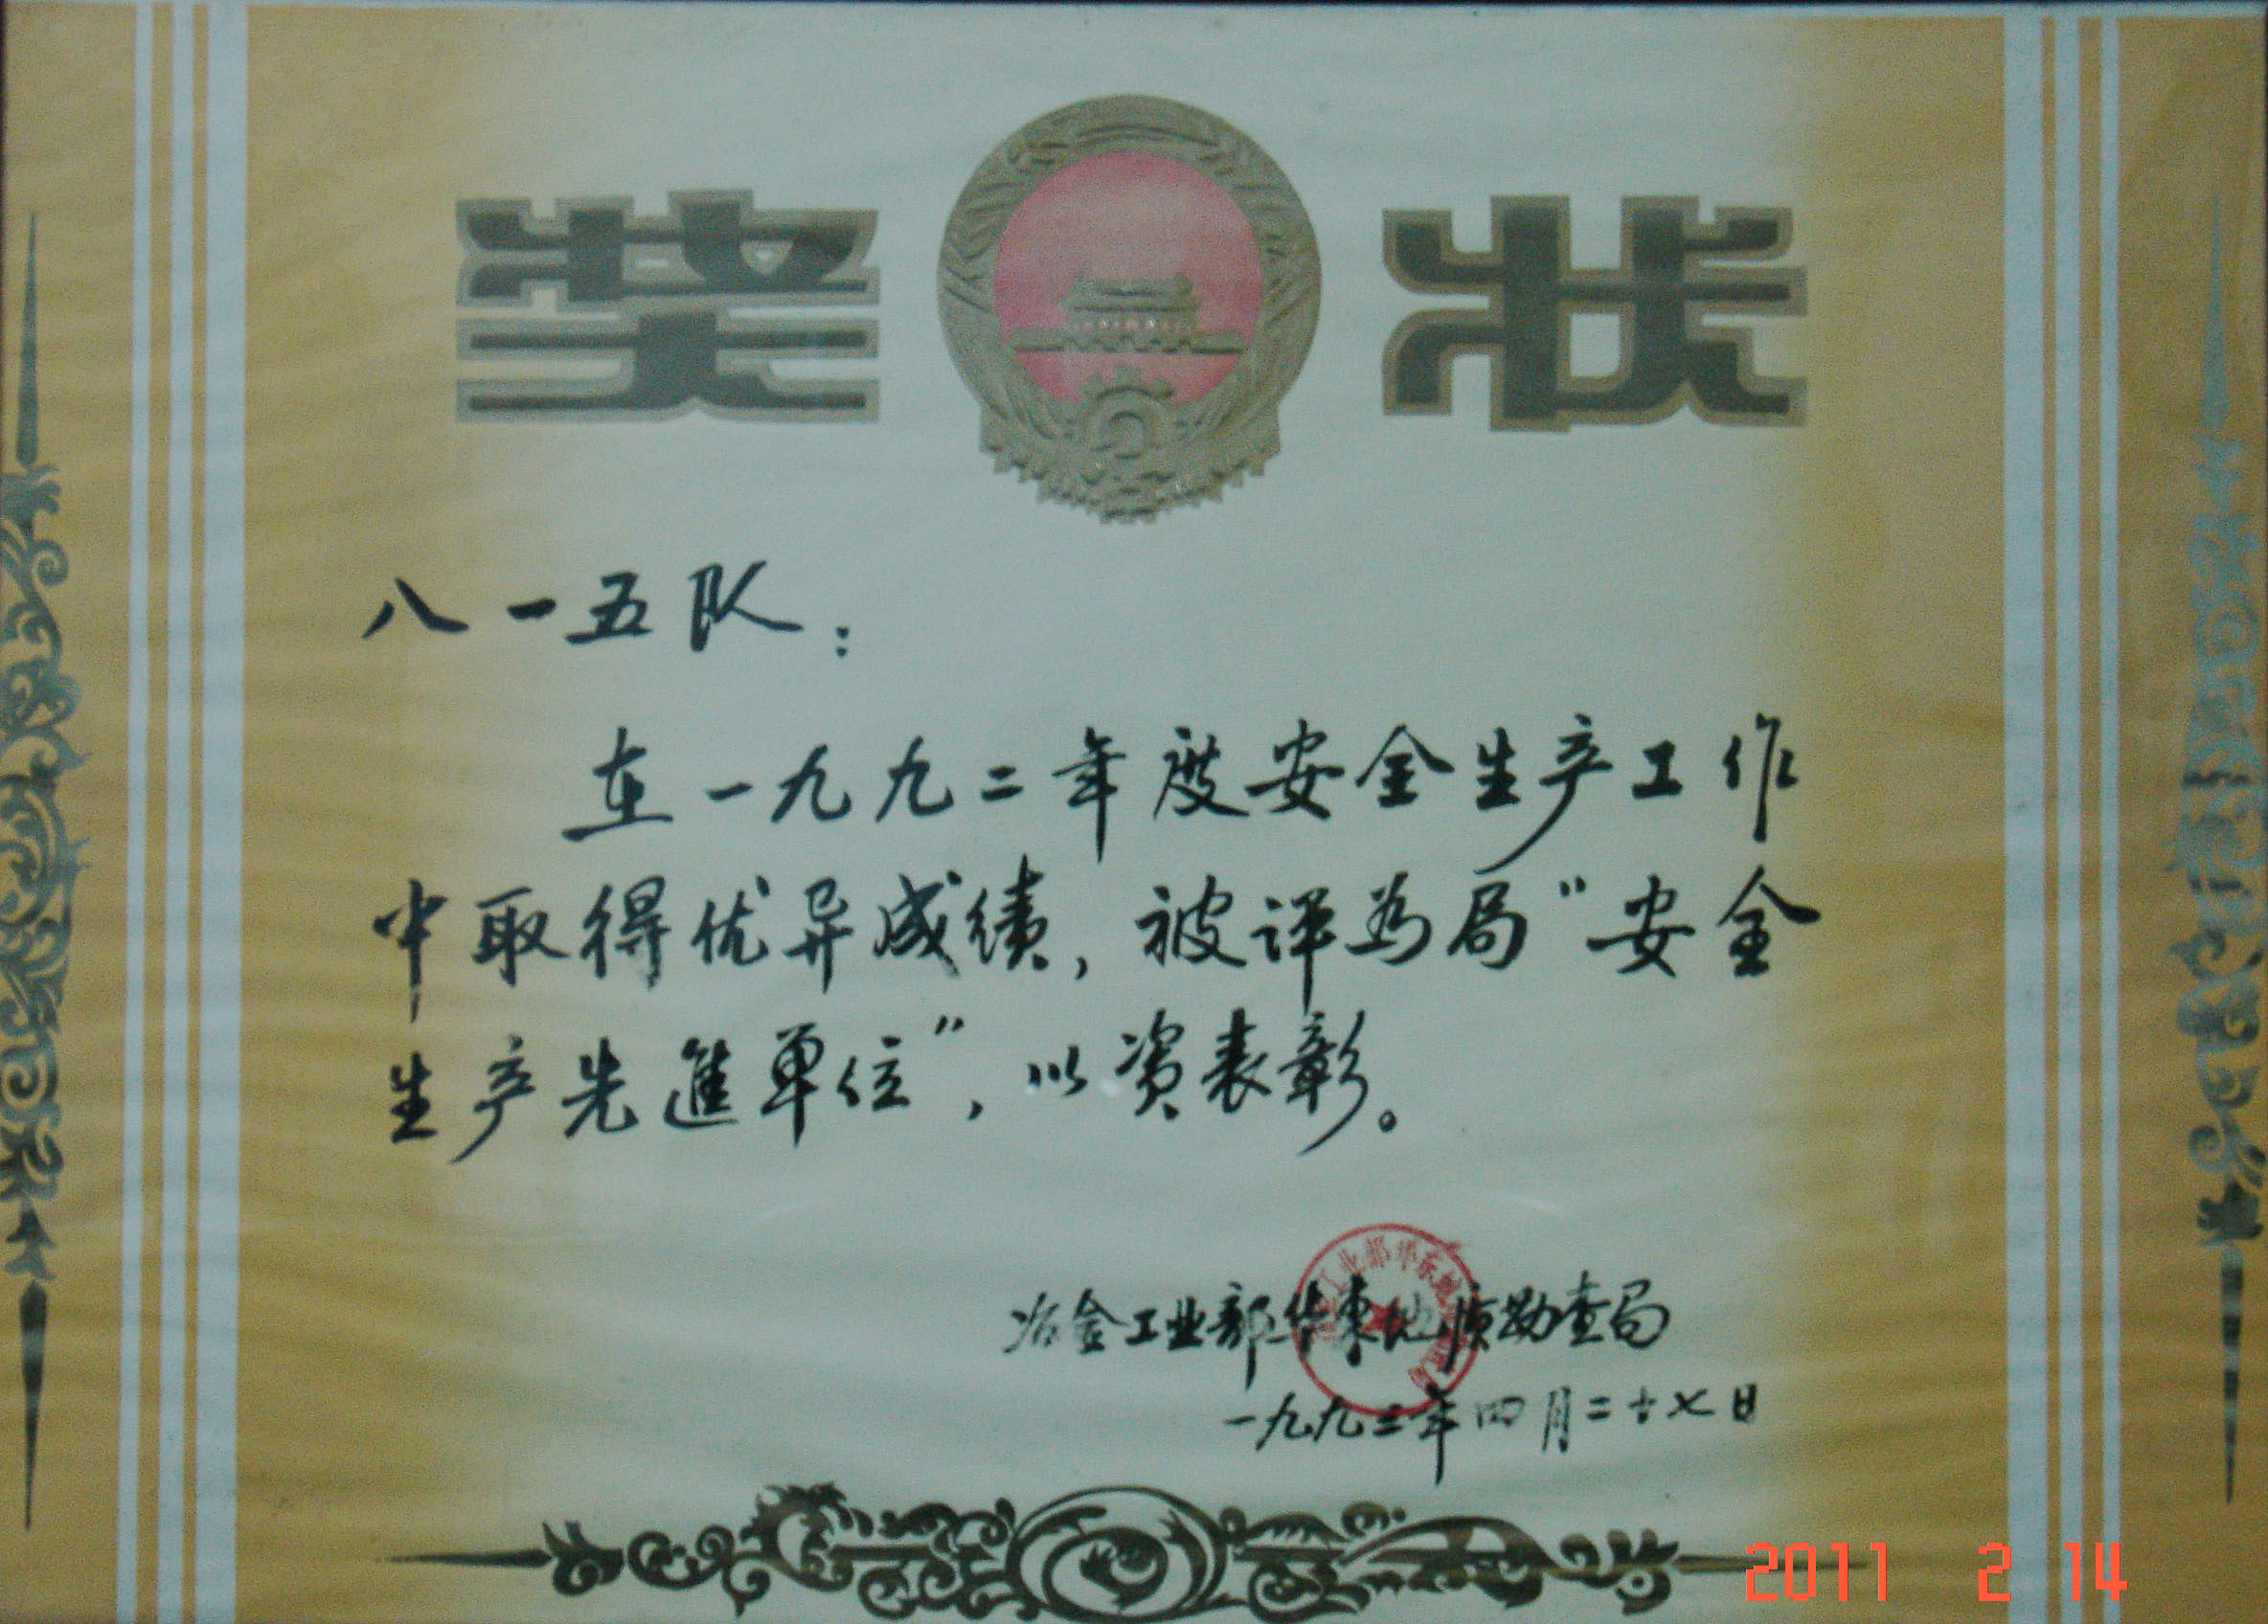 奖状
八一五队：
在一九九二年度安全生产工作
中取得优异成绩，被评为局“安全
生产先進单位”，以资表彰。
冶金工业部华东地质勘查局
一九九三年四月二十七日
2011 2 14